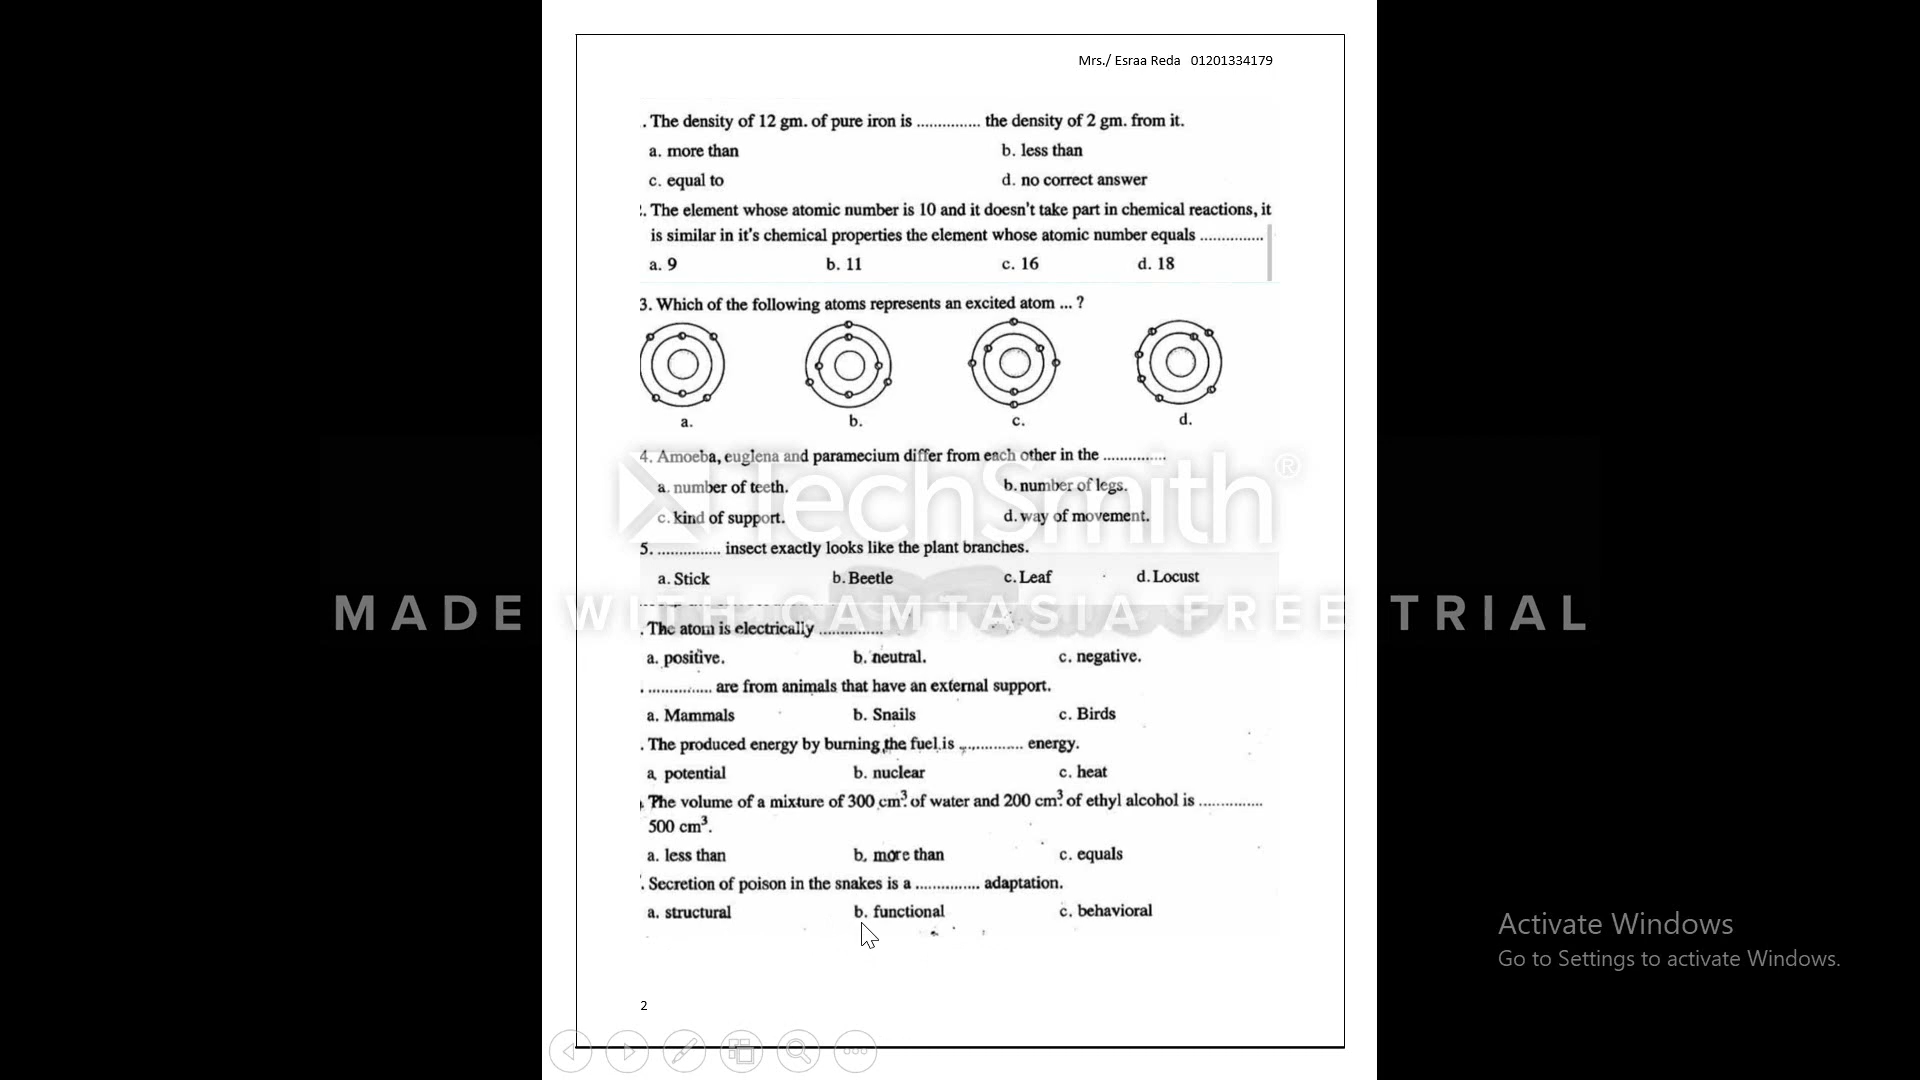 Mrs./ Esraa Reda 01201334179
. The density of 12 gm. of pure iron is ............... the density of 2 gm. from it.
a. more than b. less than
c. equal to d. no correct answer
. The element whose atomic number is 10 and it doesn't take part in chemical reactions, it
is similar in it's chemical properties the element whose atomic number equals ...............
a. 9 b. 11 c. 16 d. 18
3. Which of the following atoms represents an excited atom ... ?
a. b. c. d.
4. Amoeba, euglena and paramecium differ from each other in the ...............
a. number of teeth. b. number of legs.
c. kind of support. d. way of movement.
5. ............... insect exactly looks like the plant branches.
a. Stick b. Beetle c. Leaf d. Locust
. The atom is electrically ...............
a. positive. b. neutral. c. negative.
. ............... are from animals that have an external support.
a. Mammals b. Snails c. Birds
. The produced energy by burning the fuel is ............... energy.
a. potential b. nuclear c. heat
. The volume of a mixture of 300 cm³ of water and 200 cm³ of ethyl alcohol is ...............
500 cm³.
a. less than b. more than c. equals
. Secretion of poison in the snakes is a ............... adaptation.
a. structural b. functional c. behavioral
2
TechSmith®
MADE WITH CAMTASIA FREE TRIAL
Activate Windows
Go to Settings to activate Windows.